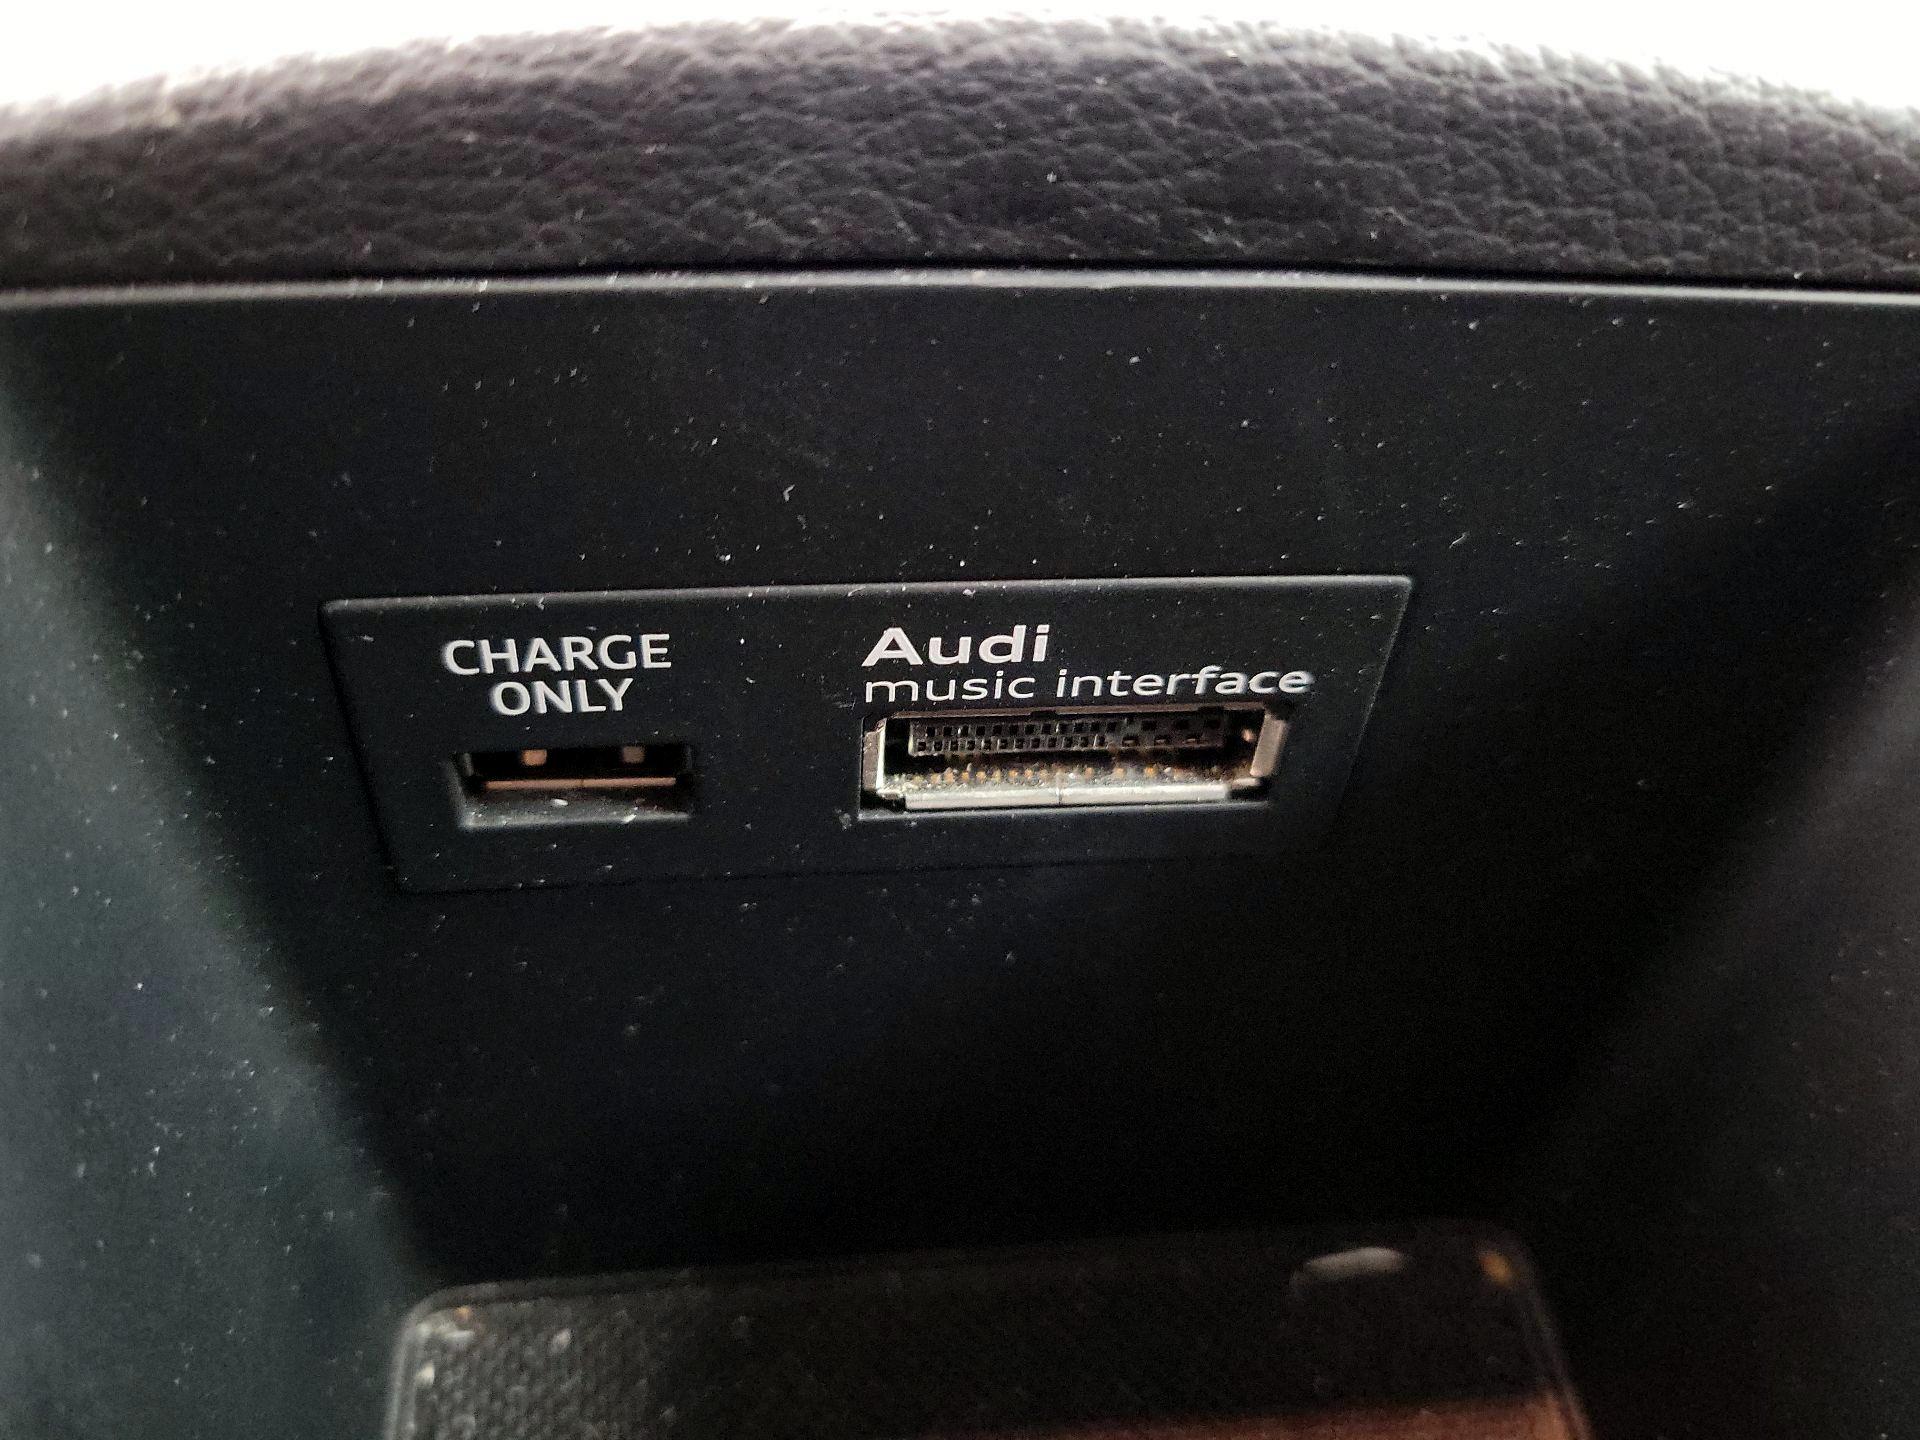 CHARGE
ONLY
Audi
music interface